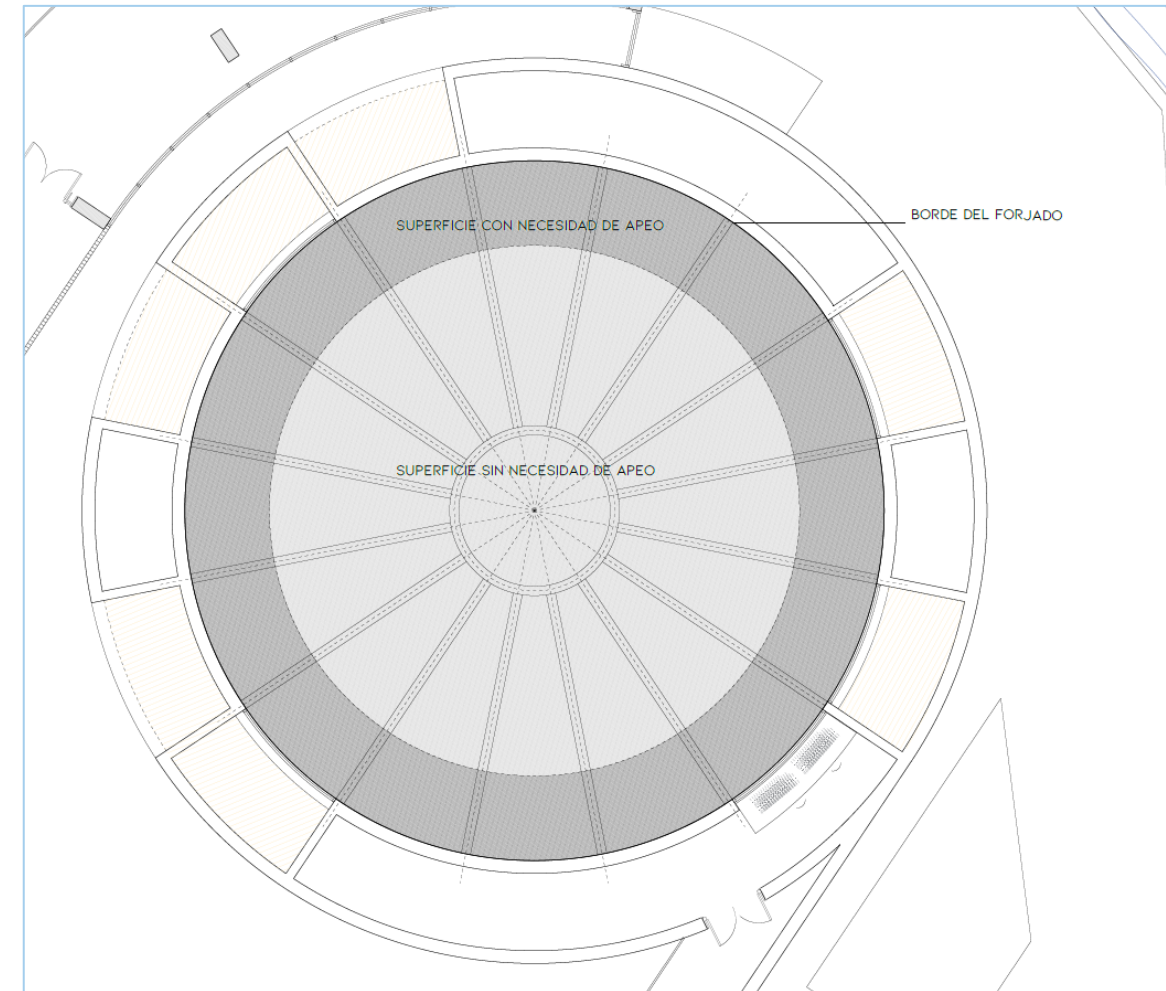 BORDE DEL FORJADO
SUPERFICIE CON NECESIDAD DE APEO
SUPERFICIE SIN NECESIDAD DE APEO